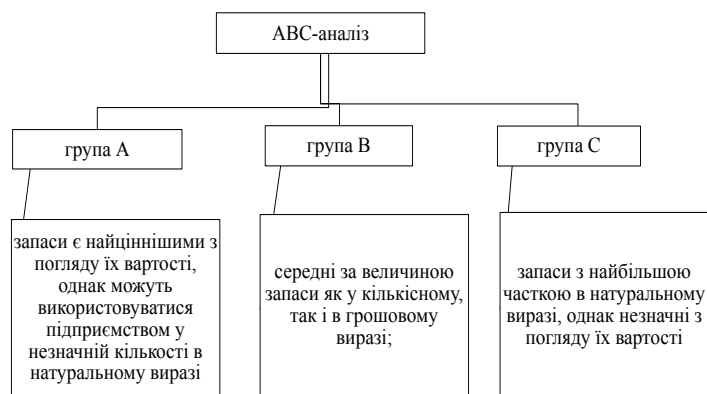 АВС-аналіз
група А
група В
група С
запаси є найціннішими з
погляду їх вартості,
однак можуть
використовуватися
підприємством у
незначній кількості в
натуральному виразі
середні за величиною
запаси як у кількісному,
так і в грошовому
виразі;
запаси з найбільшою
часткою в натуральному
виразі, однак незначні з
погляду їх вартості